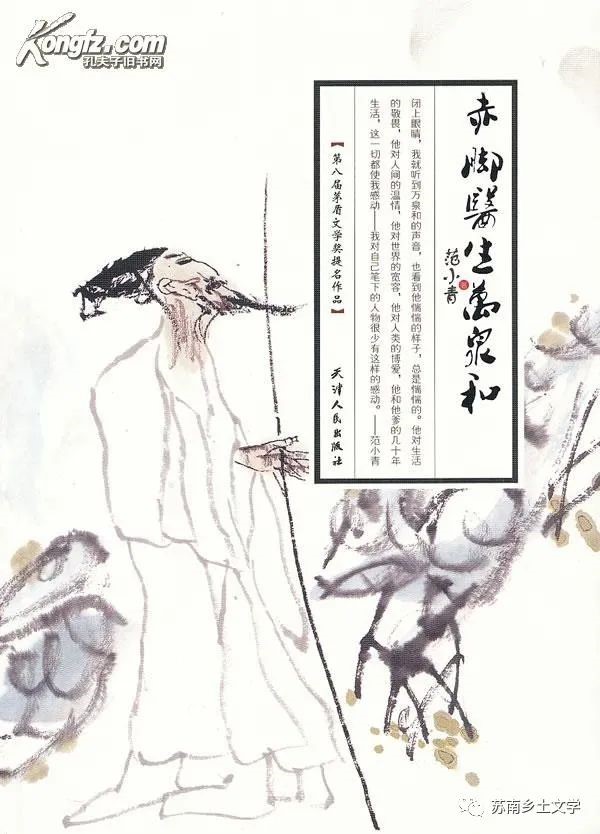 Kongfz.com
孔夫子旧书网
赤脚醫生萬泉和
范小青
闭上眼睛，我就听到万泉和的声音，也看到他惴惴的样子，总是惴惴的。他对生活
的敬畏，他对人间的温情，他对世界的宽容，他对人类的博爱，他和他爹的几十年
生活，这一切都使我感动——我对自己笔下的人物很少有这样的感动。——范小青
【第八届茅盾文学奖提名作品】
天津人民出版社
苏南乡土文学